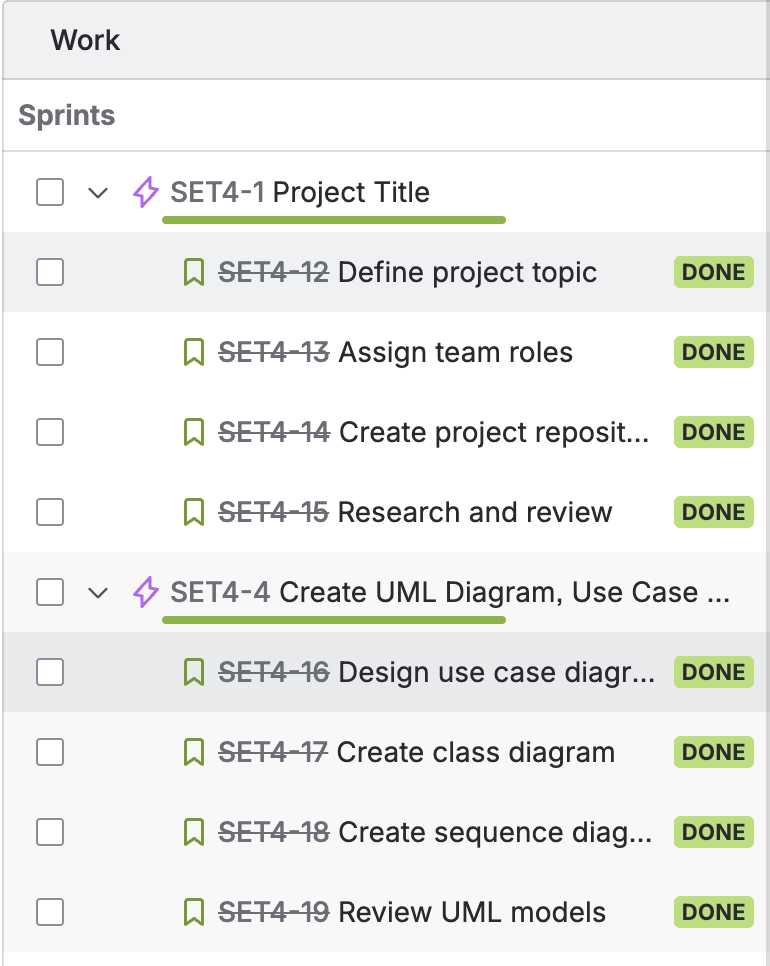 Work
Sprints
SET4-1 Project Title
SET4-12 Define project topic DONE
SET4-13 Assign team roles DONE
SET4-14 Create project reposit... DONE
SET4-15 Research and review DONE
SET4-4 Create UML Diagram, Use Case ...
SET4-16 Design use case diagr... DONE
SET4-17 Create class diagram DONE
SET4-18 Create sequence diag... DONE
SET4-19 Review UML models DONE